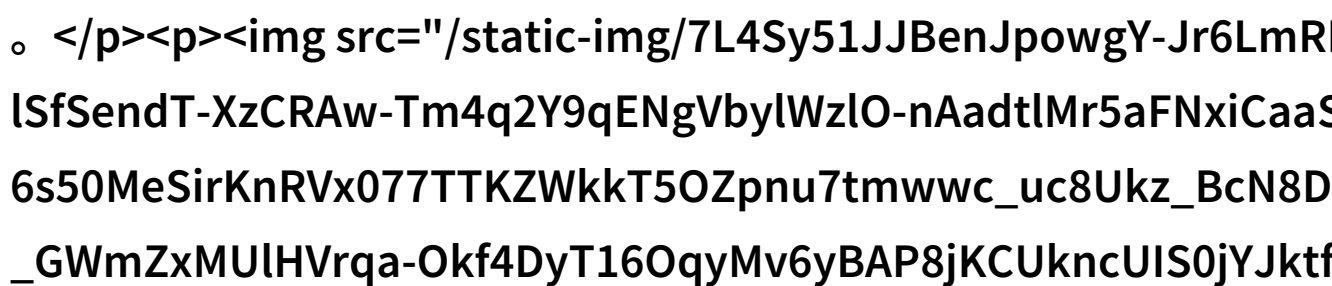 。</p><p><img src="/static-img/7L4Sy51JJBenJpowgY-Jr6LmR
lSfSendT-XzCRAw-Tm4q2Y9qENgVbylWzlO-nAadtlMr5aFNxiCaaS
6s50MeSirKnRVx077TTKZWkkT5OZpnu7tmwwc_uc8Ukz_BcN8D
_GWmZxMUlHVrqa-Okf4DyT16OqyMv6yBAP8jKCUkncUIS0jYJktf